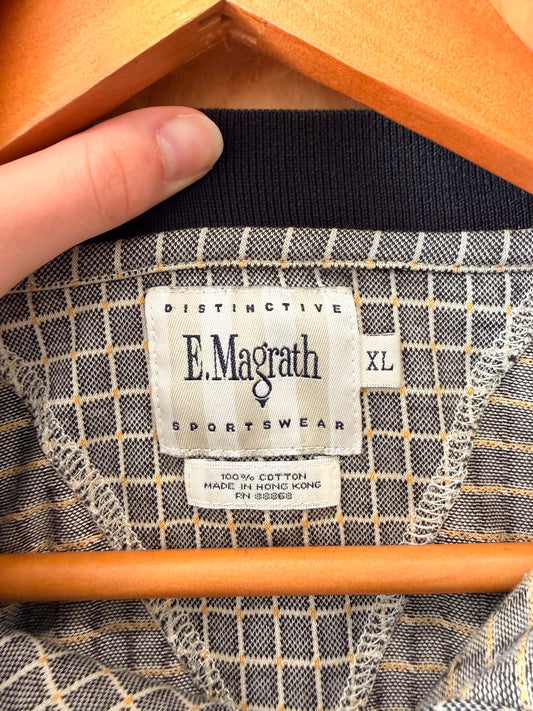 DISTINCTIVE
E.Magrath
XL
SPORTSWEAR
100% COTTON
MADE IN HONG KONG
RN 88868